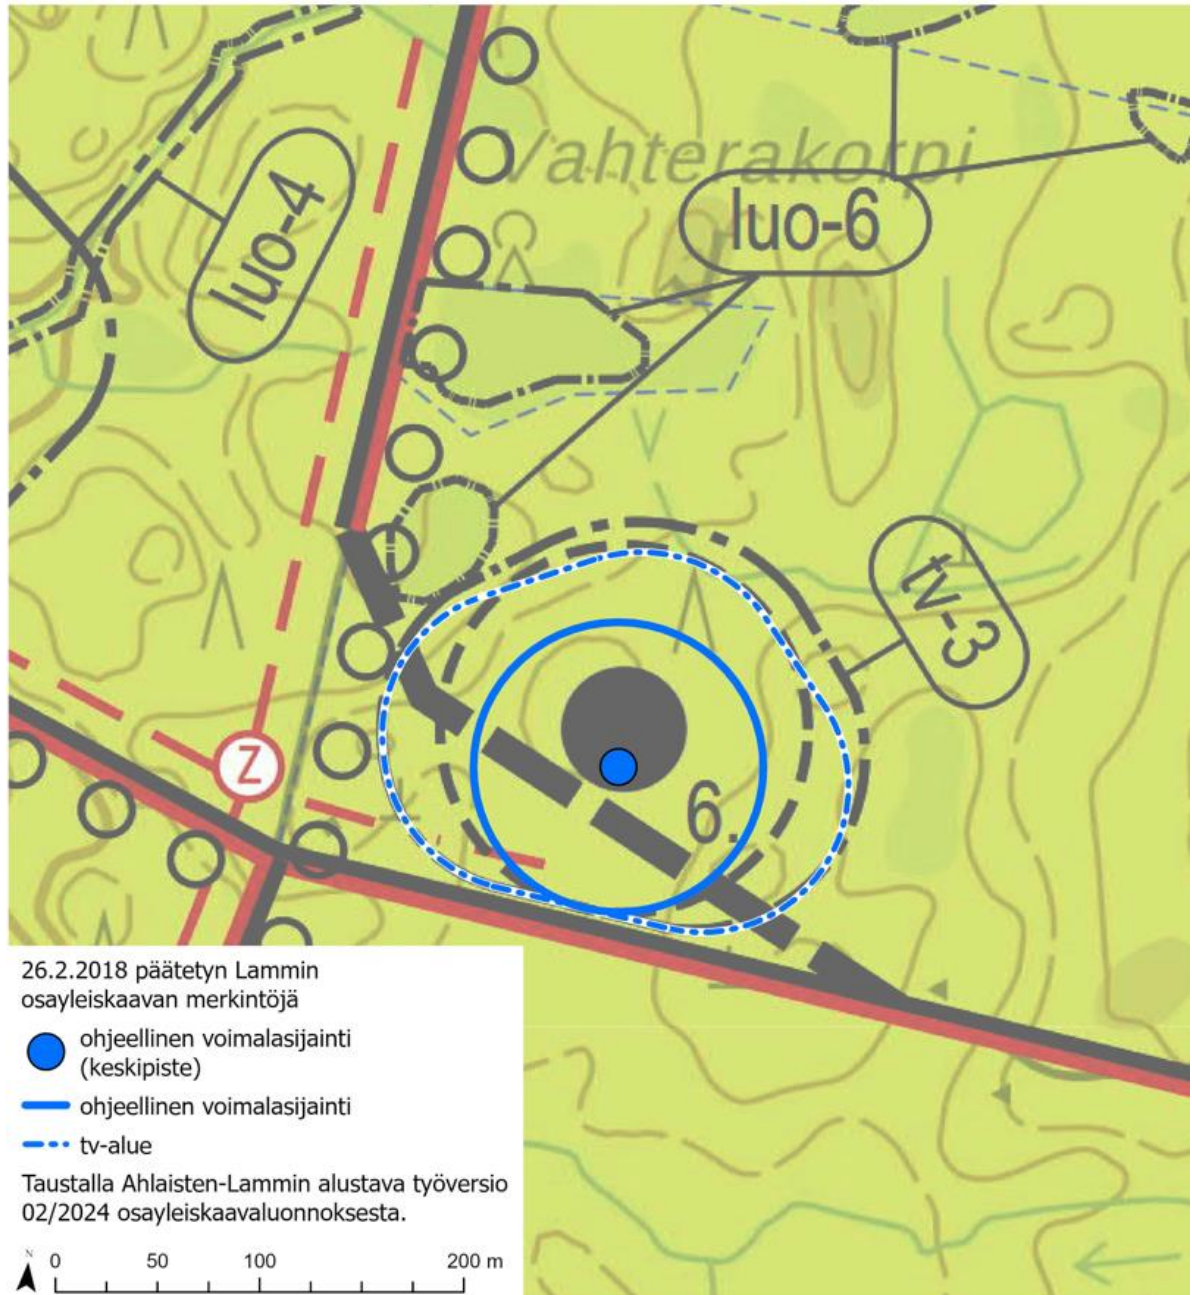 Vahterakorpi
luo-4
luo-6
tv-3
Z
6.
26.2.2018 päätetyn Lammin
osayleiskaavan merkintöjä
ohjeellinen voimalasijainti
(keskipiste)
ohjeellinen voimalasijainti
tv-alue
Taustalla Ahlaisten-Lammin alustava työversio
02/2024 osayleiskaavaluonnoksesta.
N 0 50 100 200 m